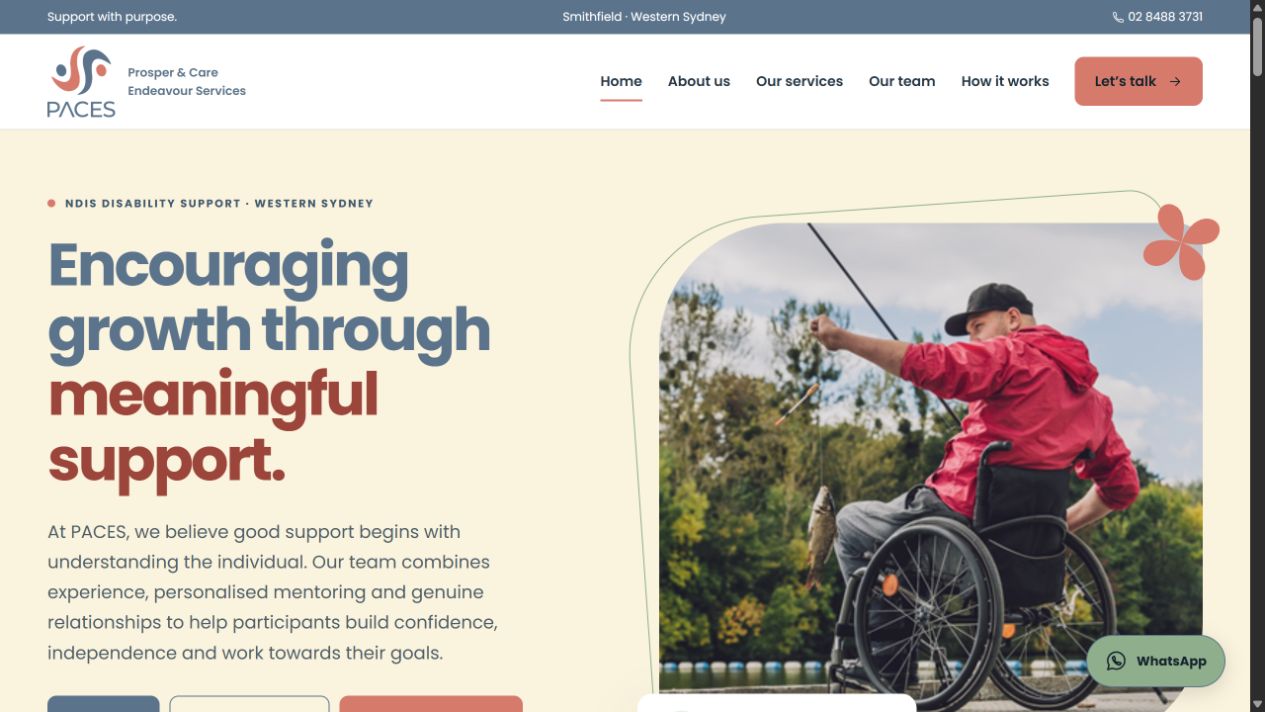 Support with purpose.
Smithfield · Western Sydney
02 8488 3731
PACES
Prosper & Care
Endeavour Services
Home
About us
Our services
Our team
How it works
Let's talk →
NDIS DISABILITY SUPPORT · WESTERN SYDNEY
Encouraging
growth through
meaningful
support.
At PACES, we believe good support begins with
understanding the individual. Our team combines
experience, personalised mentoring and genuine
relationships to help participants build confidence,
independence and work towards their goals.
WhatsApp